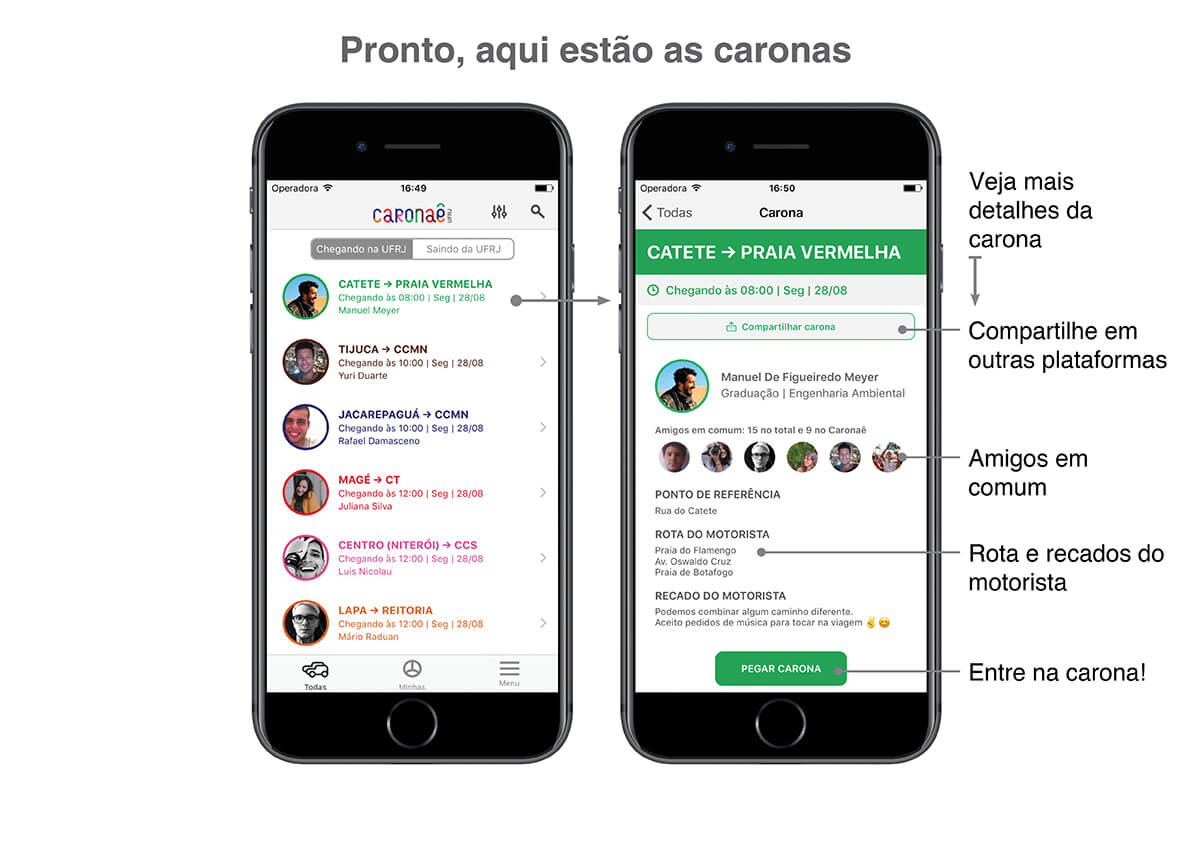 Pronto, aqui estão as caronas
Operadora
16:49
caronaê
UFRJ
Chegando na UFRJ
Saindo da UFRJ
CATETE → PRAIA VERMELHA
Chegando às 08:00 | Seg | 28/08
Manuel Meyer
TIJUCA → CCMN
Chegando às 10:00 | Seg | 28/08
Yuri Duarte
JACAREPAGUÁ → CCMN
Chegando às 10:00 | Seg | 28/08
Rafael Damasceno
MAGÉ → CT
Chegando às 12:00 | Seg | 28/08
Juliana Silva
CENTRO (NITERÓI) → CCS
Chegando às 12:00 | Seg | 28/08
Luis Nicolau
LAPA → REITORIA
Chegando às 12:00 | Seg | 28/08
Mário Raduan
Todas
Minhas
Menu
Operadora
16:50
Todas
Carona
CATETE → PRAIA VERMELHA
Chegando às 08:00 | Seg | 28/08
Compartilhar carona
Manuel De Figueiredo Meyer
Graduação | Engenharia Ambiental
Amigos em comum: 15 no total e 9 no Caronaê
PONTO DE REFERÊNCIA
Rua do Catete
ROTA DO MOTORISTA
Praia do Flamengo
Av. Oswaldo Cruz
Praia de Botafogo
RECADO DO MOTORISTA
Podemos combinar algum caminho diferente.
Aceito pedidos de música para tocar na viagem ✌️😊
PEGAR CARONA
Veja mais
detalhes da
carona
Compartilhe em
outras plataformas
Amigos em
comum
Rota e recados do
motorista
Entre na carona!